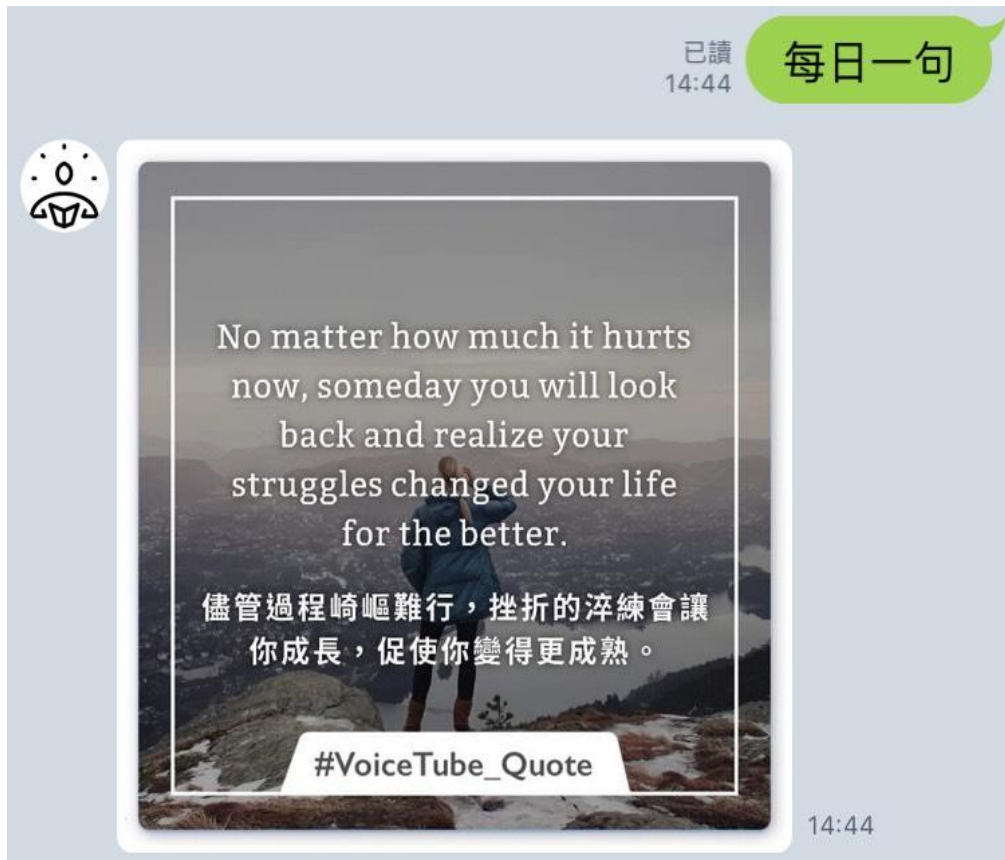 每日一句
已讀
14:44
No matter how much it hurts
now, someday you will look
back and realize your
struggles changed your life
for the better.
儘管過程崎嶇難行，挫折的淬練會讓
你成長，促使你變得更成熟。
#VoiceTube_Quote
14:44